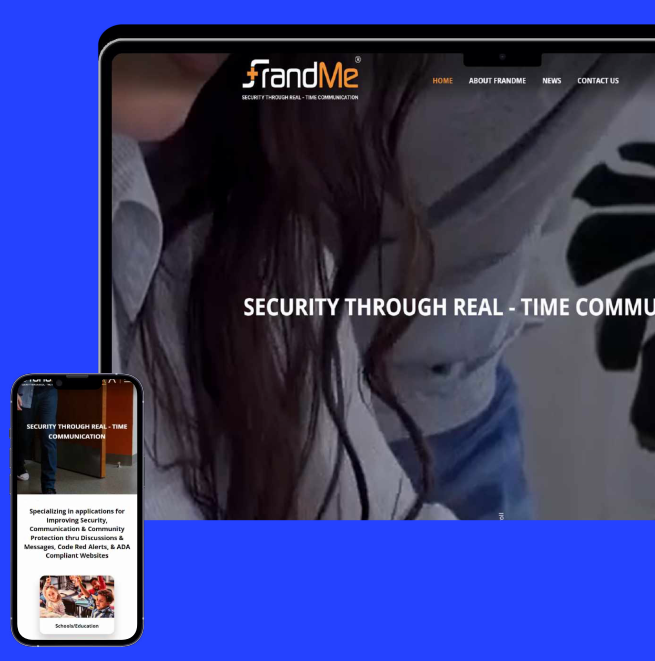 frandMe®
SECURITY THROUGH REAL - TIME COMMUNICATION
HOME ABOUT FRANDME NEWS CONTACT US
SECURITY THROUGH REAL - TIME COMMU
SECURITY THROUGH REAL - TIME
COMMUNICATION
Specializing in applications for
Improving Security,
Communication & Community
Protection thru Discussions &
Messages, Code Red Alerts, & ADA
Compliant Websites
Schools/Education